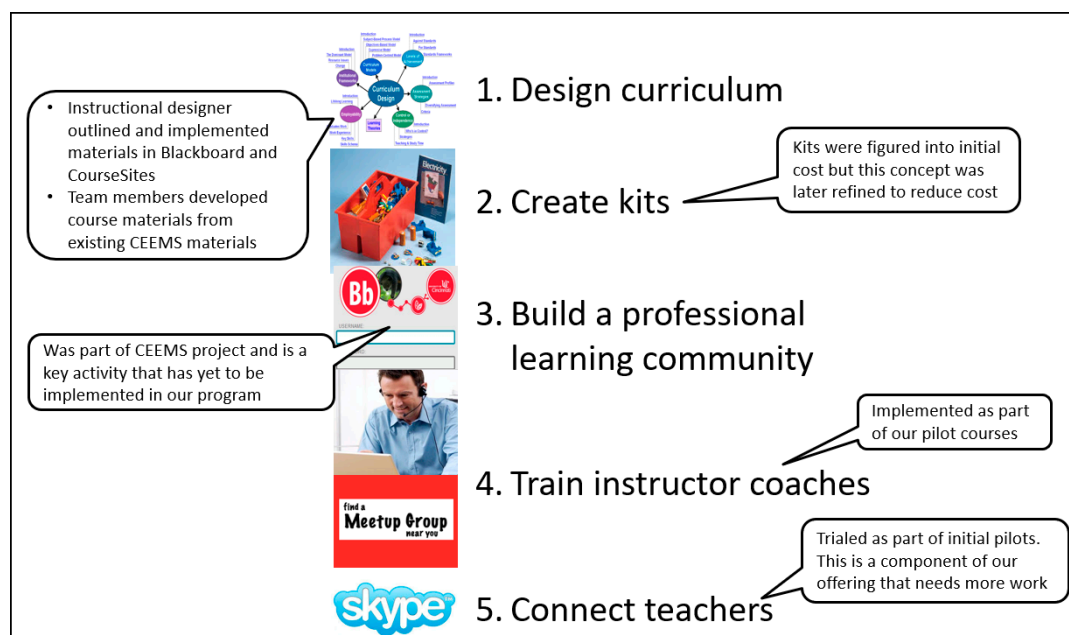 1. Design curriculum
• Instructional designer
outlined and implemented
materials in Blackboard and
CourseSites
• Team members developed
course materials from
existing CEEMS materials
Curriculum
Design
Learning
Theories
Employability
2. Create kits
Kits were figured into initial
cost but this concept was
later refined to reduce cost
Electricity
3. Build a professional
learning community
Was part of CEEMS project and is a
key activity that has yet to be
implemented in our program
Bb
Cincinnati
USERNAME
4. Train instructor coaches
Implemented as part
of our pilot courses
find a
Meetup Group
near you
5. Connect teachers
Trialed as part of initial pilots.
This is a component of our
offering that needs more work
skype